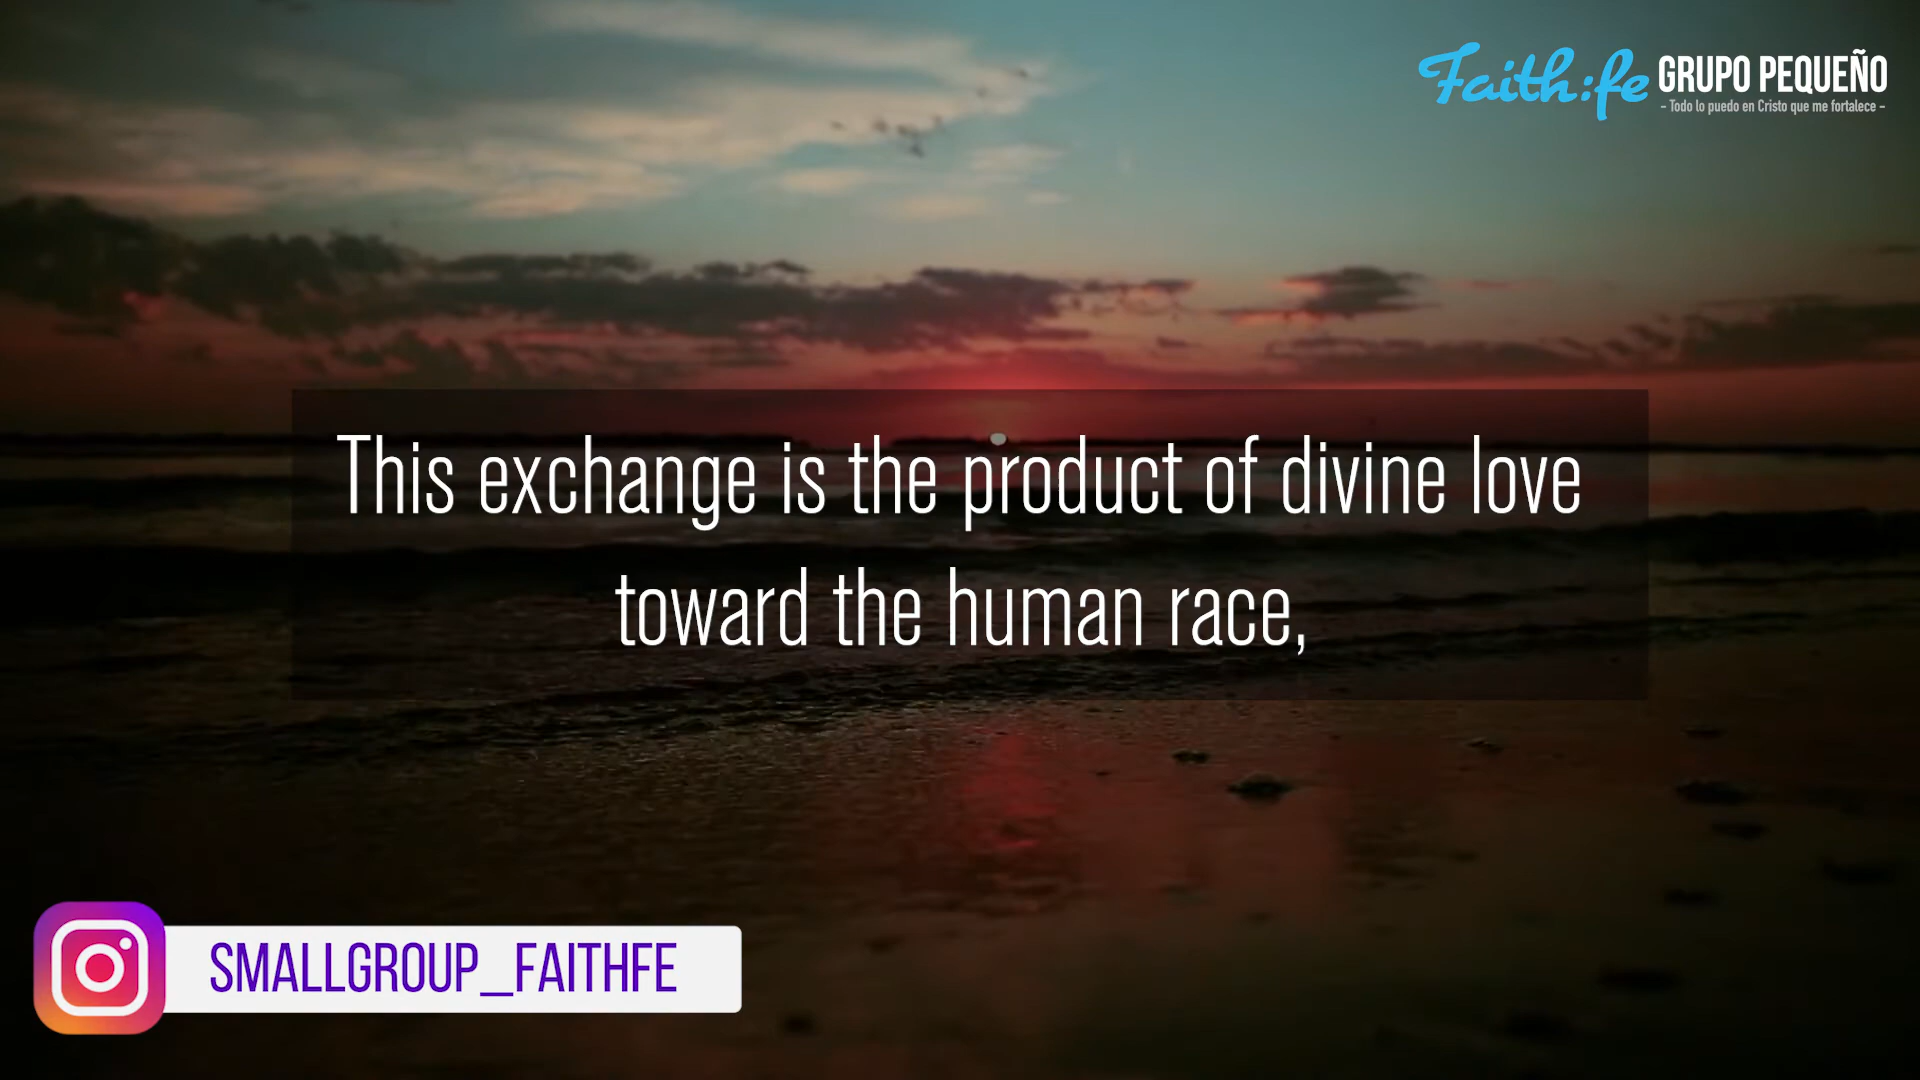 Faith:fe GRUPO PEQUEÑO
- Todo lo puedo en Cristo que me fortalece -
This exchange is the product of divine love
toward the human race,
SMALLGROUP_FAITHFE